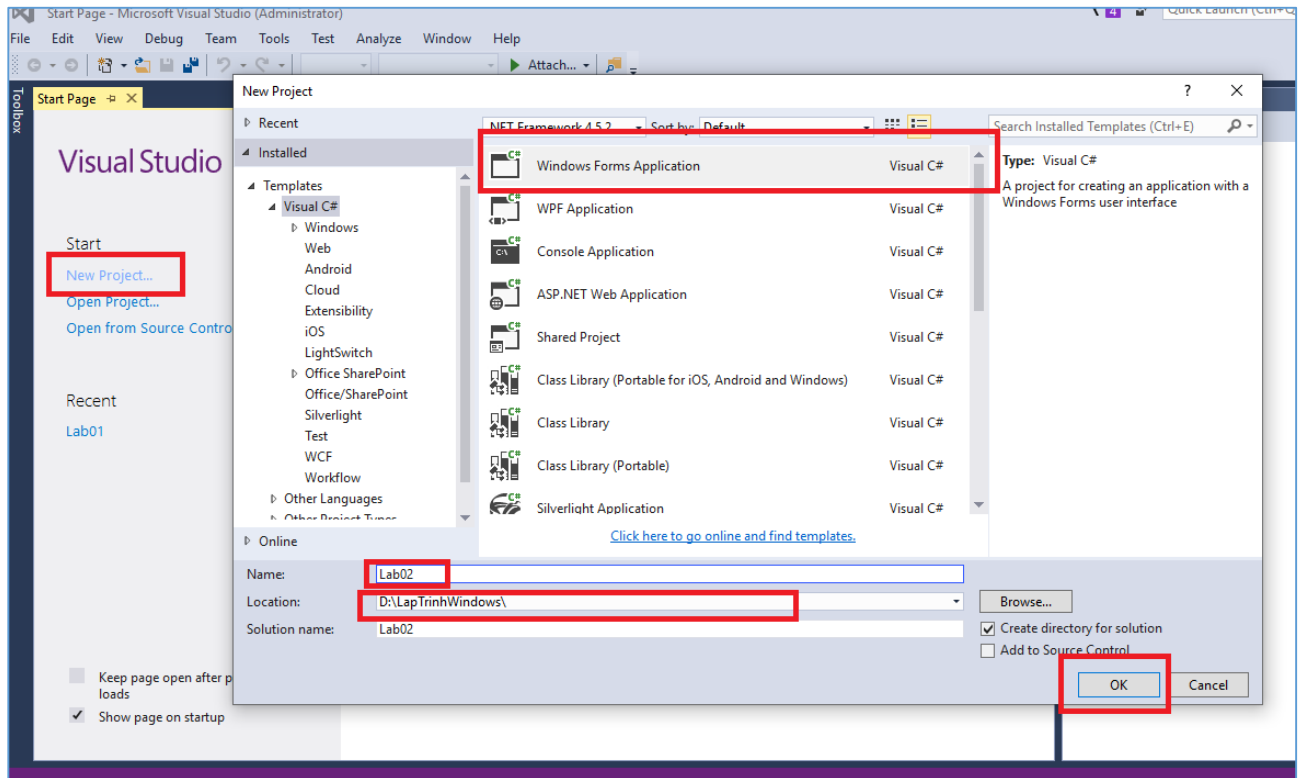 Start Page - Microsoft Visual Studio (Administrator)
4
Quick Launch (Ctrl+Q
File Edit View Debug Team Tools Test Analyze Window Help
Attach...
Toolbox
Start Page
Visual Studio
Start
New Project...
Open Project...
Open from Source Contro
Recent
Lab01
Keep page open after p
loads
Show page on startup
New Project
? 
Recent
Installed
Templates
Visual C#
Windows
Web
Android
Cloud
Extensibility
iOS
LightSwitch
Office SharePoint
Office/SharePoint
Silverlight
Test
WCF
Workflow
Other Languages
Other Project Types
Online
.NET Framework 4.5.2 Sort by: Default
Windows Forms Application Visual C#
WPF Application Visual C#
Console Application Visual C#
ASP.NET Web Application Visual C#
Shared Project Visual C#
Class Library (Portable for iOS, Android and Windows) Visual C#
Class Library Visual C#
Class Library (Portable) Visual C#
Silverlight Application Visual C#
Click here to go online and find templates.
Search Installed Templates (Ctrl+E)
Type: Visual C#
A project for creating an application with a
Windows Forms user interface
Name: Lab02
Location: D:\LapTrinhWindows\
Browse...
Solution name: Lab02
Create directory for solution
Add to Source Control
OK Cancel